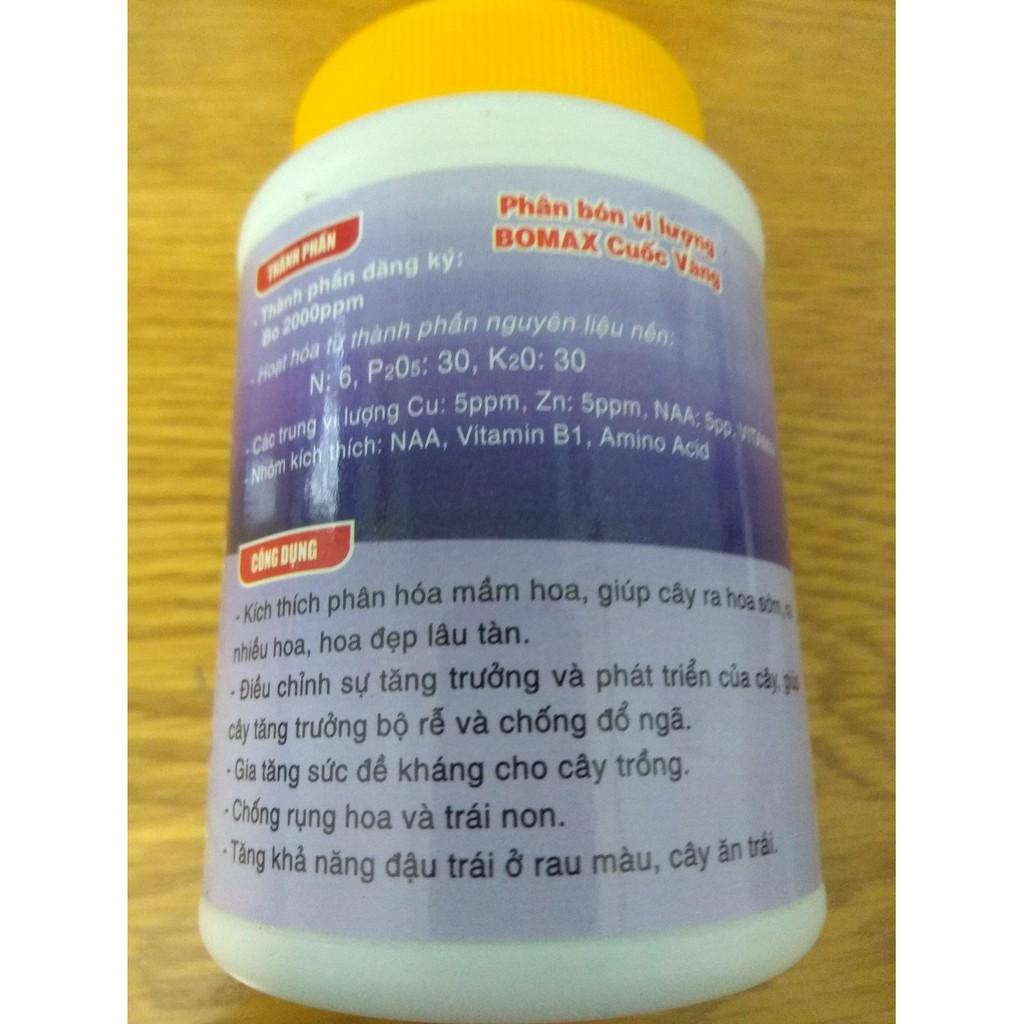 Phân bón vi lượng
BOMAX Cuốc Vàng
THÀNH PHẦN
- Thành phần đăng ký:
Bo 2000ppm
- Hoạt hóa từ thành phần nguyên liệu nền:
N: 6, P2O5: 30, K2O: 30
- Các trung vi lượng Cu: 5ppm, Zn: 5ppm, NAA: 5pp,
- Nhóm kích thích: NAA, Vitamin B1, Amino Acid
CÔNG DỤNG
- Kích thích phân hóa mầm hoa, giúp cây ra hoa sớm,
nhiều hoa, hoa đẹp lâu tàn.
- Điều chỉnh sự tăng trưởng và phát triển của cây,
cây tăng trưởng bộ rễ và chống đổ ngã.
- Gia tăng sức đề kháng cho cây trồng.
- Chống rụng hoa và trái non.
- Tăng khả năng đậu trái ở rau màu, cây ăn trái.